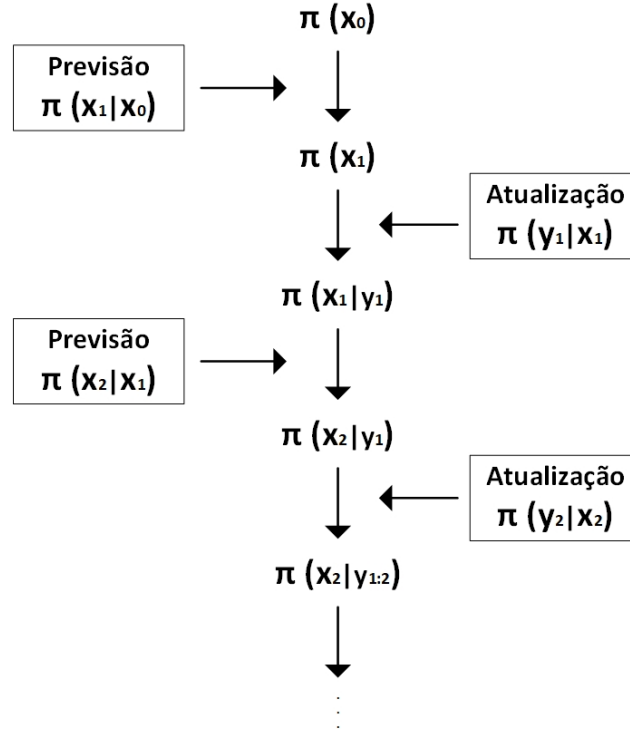 π (x₀)
Previsão
π (x₁|x₀)
π (x₁)
Atualização
π (y₁|x₁)
π (x₁|y₁)
Previsão
π (x₂|x₁)
π (x₂|y₁)
Atualização
π (y₂|x₂)
π (x₂|y₁:₂)